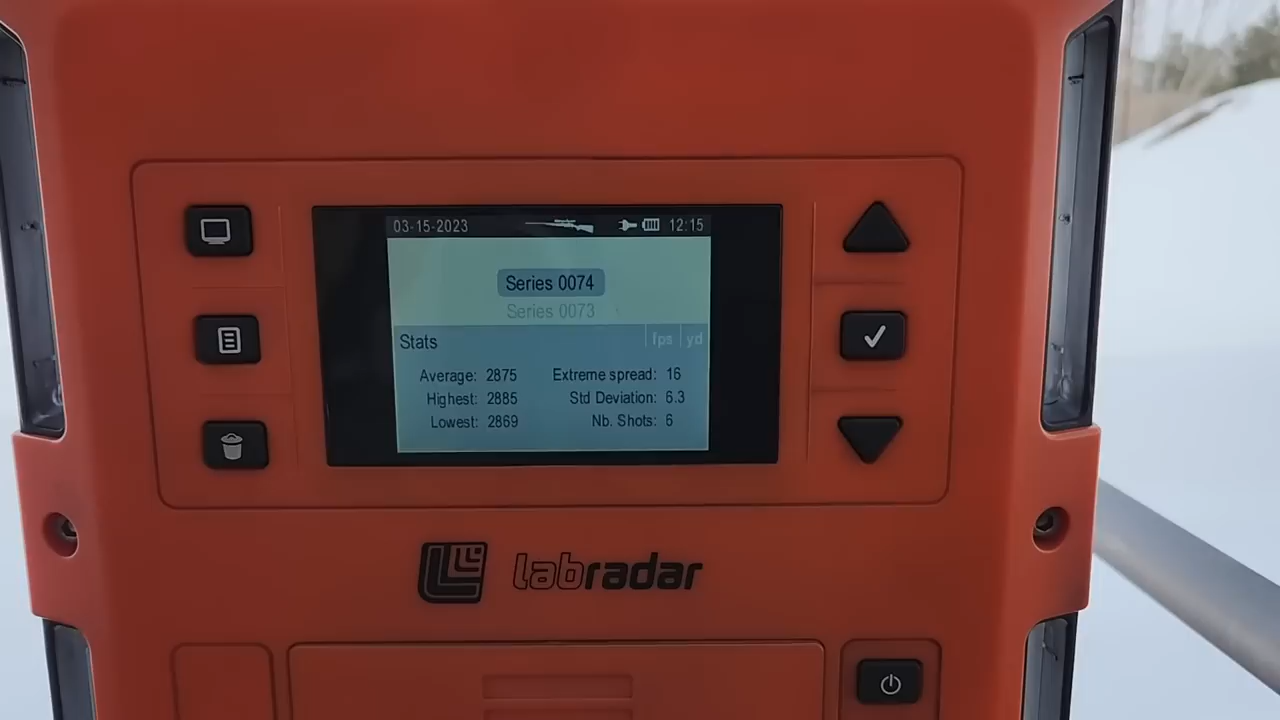 03-15-2023 12:15
Series 0074
Series 0073
Stats fps yd
Average: 2875 Extreme spread: 16
Highest: 2885 Std Deviation: 6.3
Lowest: 2869 Nb. Shots: 6
labradar